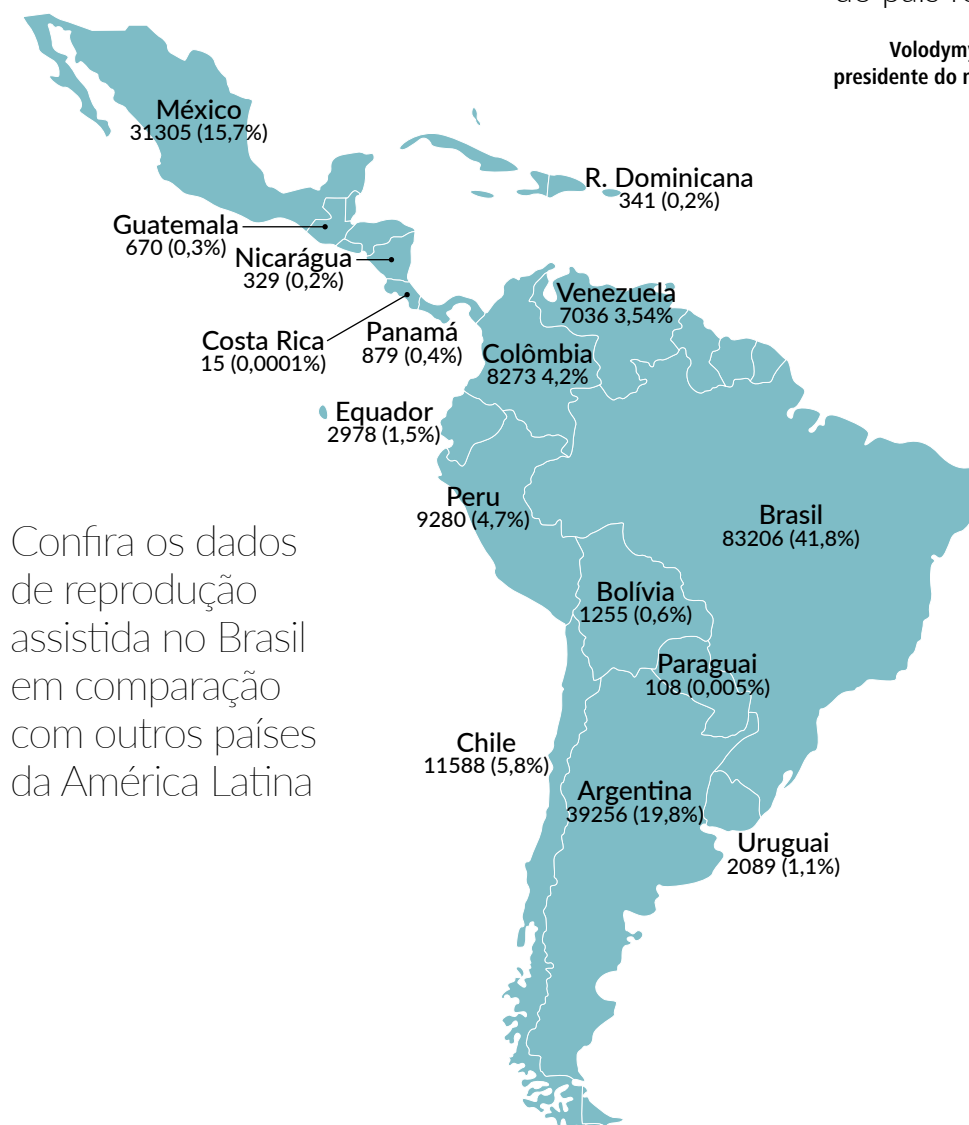 Volodymy
presidente do
México
31305 (15,7%)
R. Dominicana
341 (0,2%)
Guatemala
670 (0,3%)
Nicarágua
329 (0,2%)
Venezuela
7036 3,54%
Costa Rica
15 (0,0001%)
Panamá
879 (0,4%)
Colômbia
8273 4,2%
Equador
2978 (1,5%)
Peru
9280 (4,7%)
Brasil
83206 (41,8%)
Confira os dados
de reprodução
assistida no Brasil
em comparação
com outros países
da América Latina
Bolívia
1255 (0,6%)
Paraguai
108 (0,005%)
Chile
11588 (5,8%)
Argentina
39256 (19,8%)
Uruguai
2089 (1,1%)